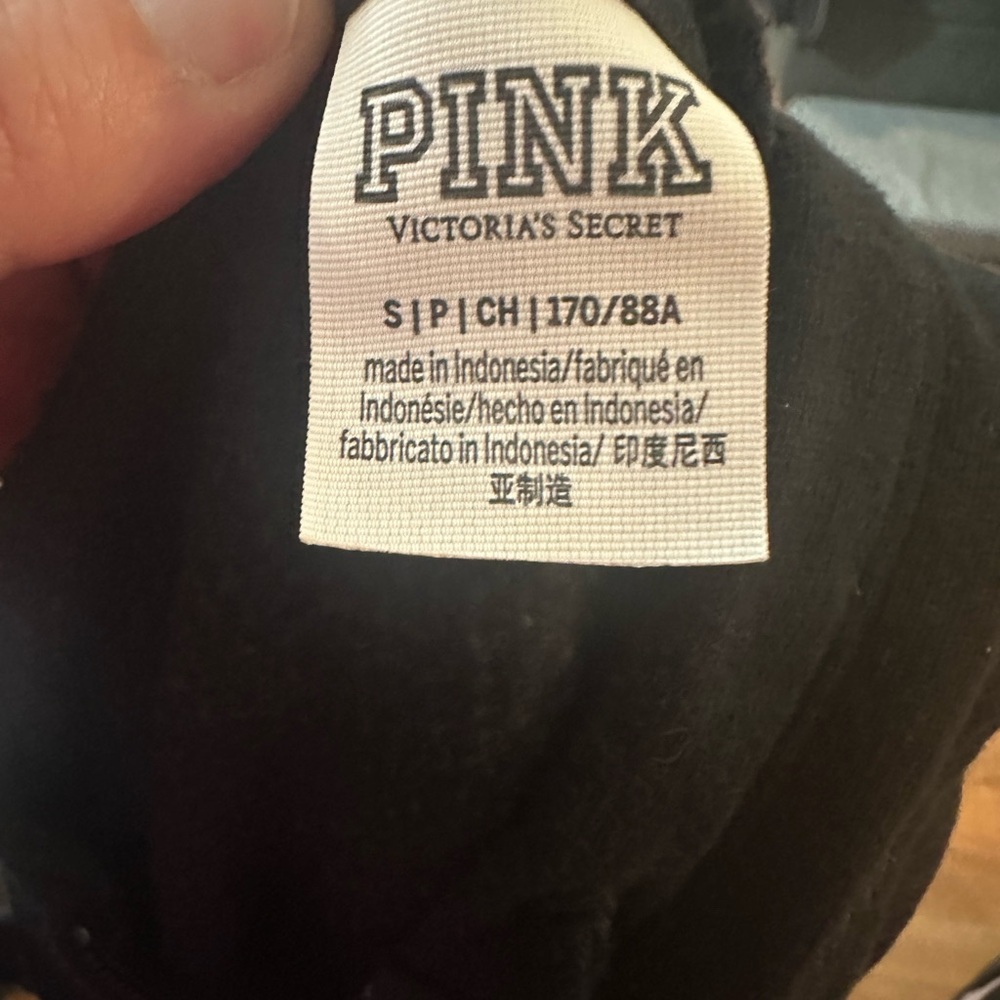 PINK
VICTORIA'S SECRET
S | P | CH | 170/88A
made in Indonesia/fabriqué en
Indonésie/hecho en Indonesia/
fabbricato in Indonesia/ 印度尼西
亚制造